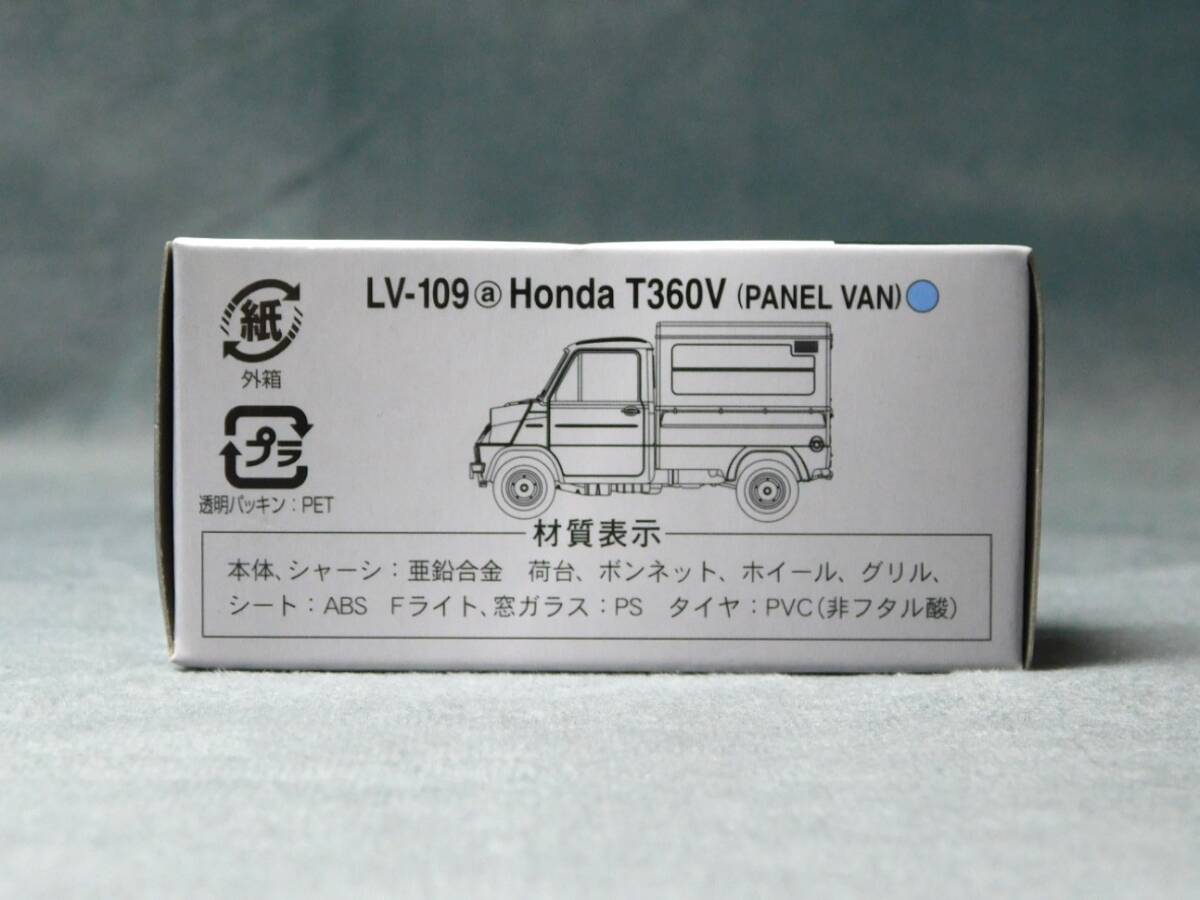 LV-109ⓐHonda T360V (PANEL VAN)
紙
外箱
プラ
透明パッキン：PET
材質表示
本体、シャーシ：亜鉛合金　荷台、ボンネット、ホイール、グリル、
シート：ABS　Fライト、窓ガラス：PS　タイヤ：PVC（非フタル酸）